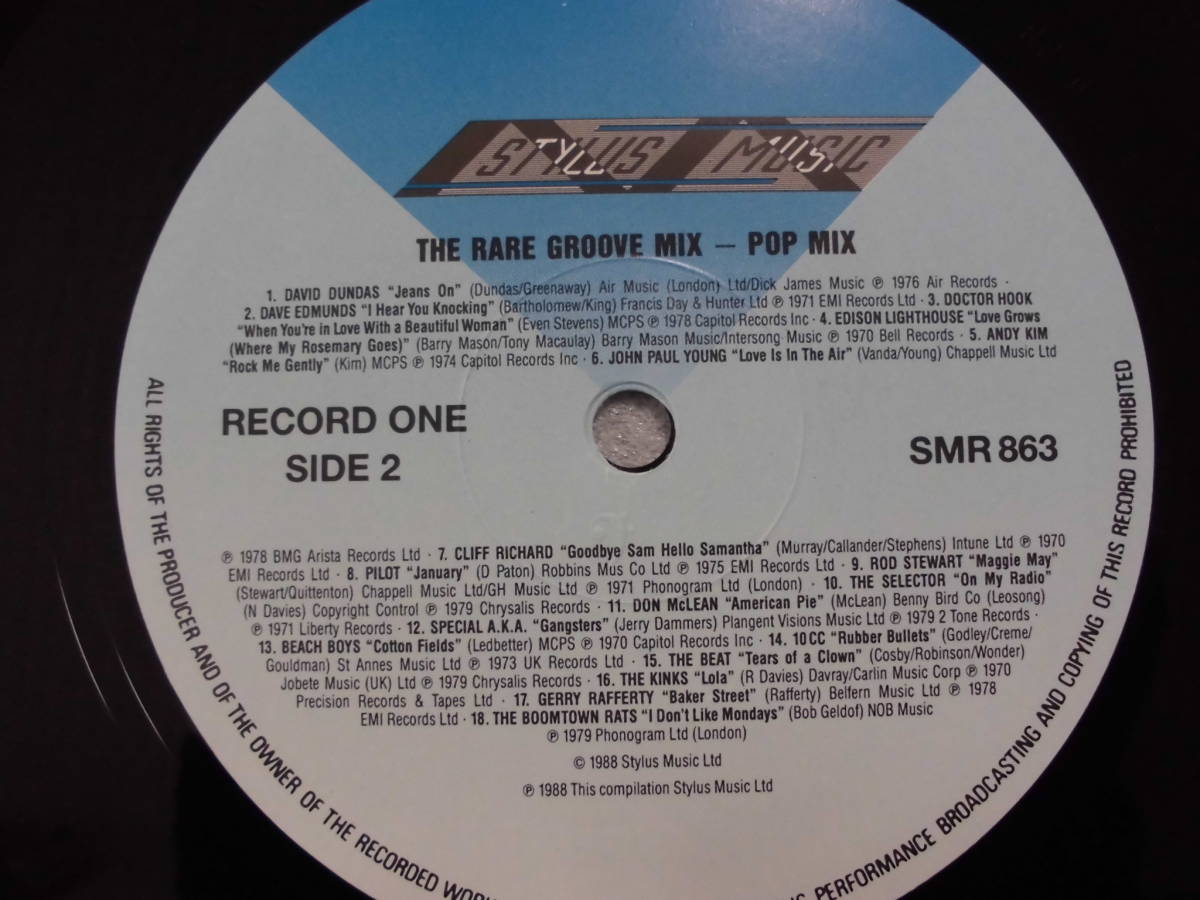 STYLUS MUSIC
THE RARE GROOVE MIX – POP MIX
1. DAVID DUNDAS "Jeans On" (Dundas/Greenaway) Air Music (London) Ltd/Dick James Music ℗ 1976 Air Records ·
2. DAVE EDMUNDS "I Hear You Knocking" (Bartholomew/King) Francis Day & Hunter Ltd ℗ 1971 EMI Records Ltd · 3. DOCTOR HOOK
"When You're in Love With a Beautiful Woman" (Even Stevens) MCPS ℗ 1978 Capitol Records Inc · 4. EDISON LIGHTHOUSE "Love Grows
(Where My Rosemary Goes)" (Barry Mason/Tony Macaulay) Barry Mason Music/Intersong Music ℗ 1970 Bell Records · 5. ANDY KIM
"Rock Me Gently" (Kim) MCPS ℗ 1974 Capitol Records Inc · 6. JOHN PAUL YOUNG "Love Is In The Air" (Vanda/Young) Chappell Music Ltd
RECORD ONE
SIDE 2
SMR 863
℗ 1978 BMG Arista Records Ltd · 7. CLIFF RICHARD "Goodbye Sam Hello Samantha" (Murray/Callander/Stephens) Intune Ltd ℗ 1970
EMI Records Ltd · 8. PILOT "January" (D Paton) Robbins Mus Co Ltd ℗ 1975 EMI Records Ltd · 9. ROD STEWART "Maggie May"
(Stewart/Quittenton) Chappell Music Ltd/GH Music Ltd ℗ 1971 Phonogram Ltd (London) · 10. THE SELECTOR "On My Radio"
(N Davies) Copyright Control ℗ 1979 Chrysalis Records · 11. DON McLEAN "American Pie" (McLean) Benny Bird Co (Leosong)
℗ 1971 Liberty Records · 12. SPECIAL A.K.A. "Gangsters" (Jerry Dammers) Plangent Visions Music Ltd ℗ 1979 2 Tone Records ·
13. BEACH BOYS "Cotton Fields" (Ledbetter) MCPS ℗ 1970 Capitol Records Inc · 14. 10CC "Rubber Bullets" (Godley/Creme/
Gouldman) St Annes Music Ltd ℗ 1973 UK Records Ltd · 15. THE BEAT "Tears of a Clown" (Cosby/Robinson/Wonder)
Jobete Music (UK) Ltd ℗ 1979 Chrysalis Records · 16. THE KINKS "Lola" (R Davies) Davray/Carlin Music Corp ℗ 1970
Precision Records & Tapes Ltd · 17. GERRY RAFFERTY "Baker Street" (Rafferty) Belfern Music Ltd ℗ 1978
EMI Records Ltd · 18. THE BOOMTOWN RATS "I Don't Like Mondays" (Bob Geldof) NOB Music
℗ 1979 Phonogram Ltd (London)
© 1988 Stylus Music Ltd
℗ 1988 This compilation Stylus Music Ltd
ALL RIGHTS OF THE PRODUCER AND OF THE OWNER OF THE RECORDED
PERFORMANCE BROADCASTING AND COPYING OF THIS RECORD PROHIBITED